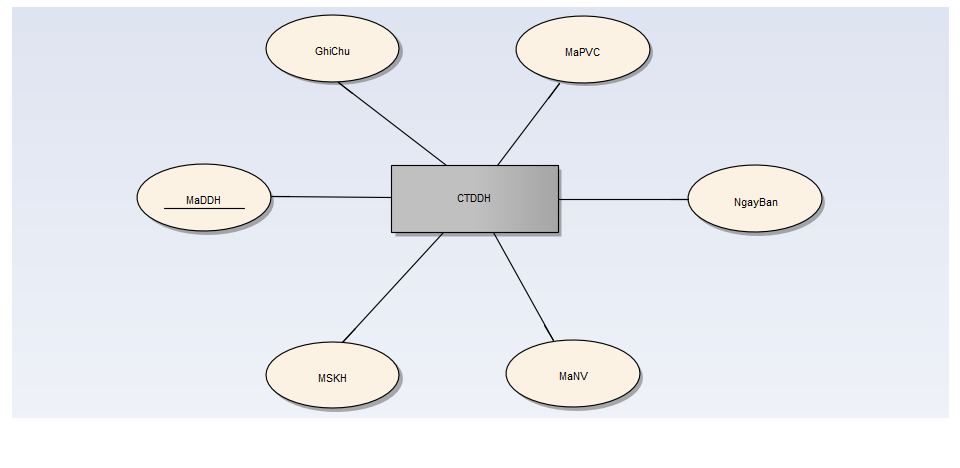 GhiChu
MaPVC
MaDDH
CTDDH
NgayBan
MSKH
MaNV